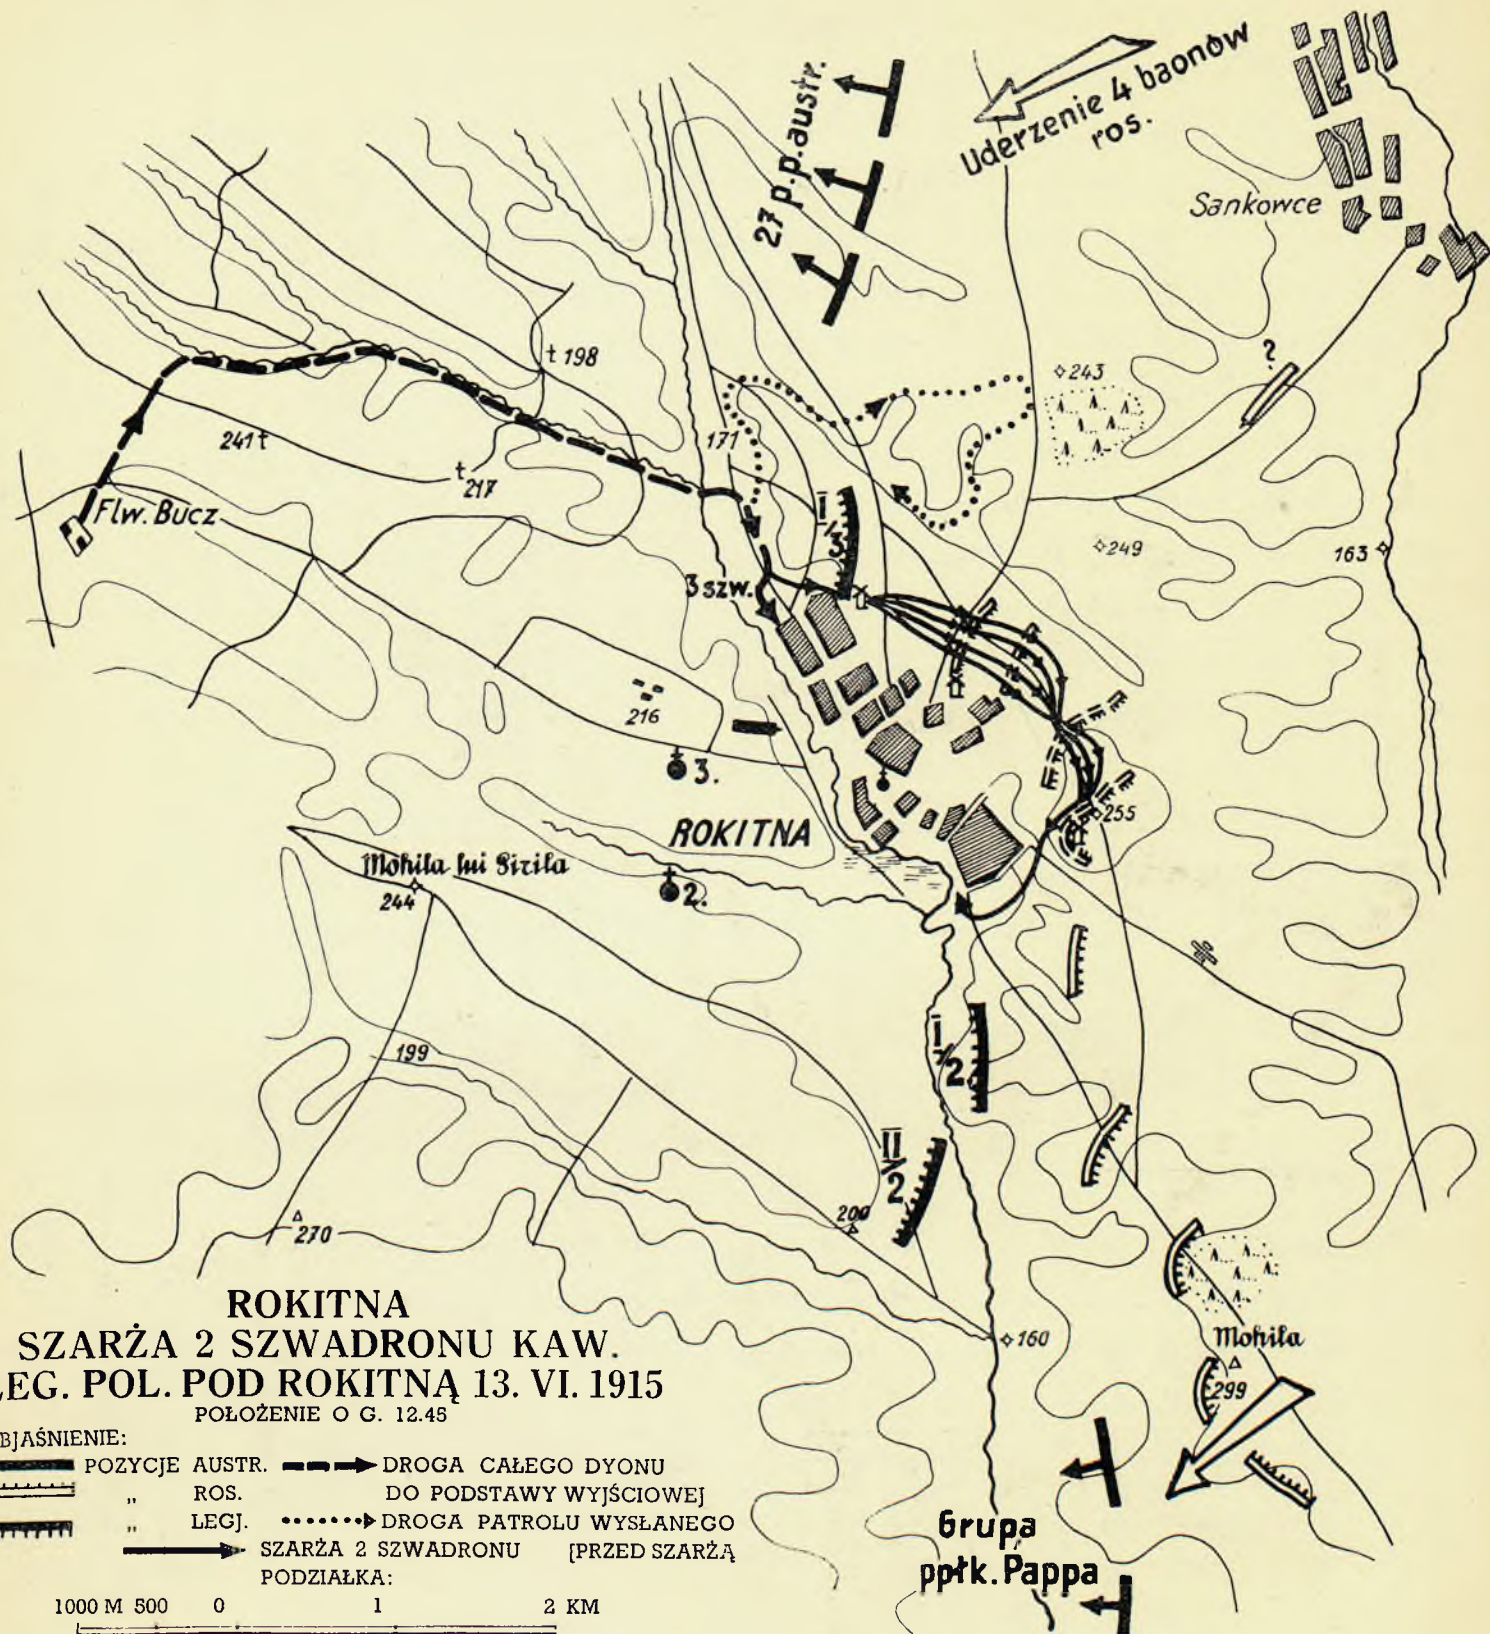 Uderzenie 4 baonów
ros.
27 p.p. austr.
Sankowce
?
198
243
241
217
171
Flw. Bucz
I/3
249
163
3 szw.
216
3.
255
ROKITNA
Mohila lui Pizila
244
2.
I/2
199
II/2
200
270
160
Mohila
299
ROKITNA
SZARŻA 2 SZWADRONU KAW.
LEG. POL. POD ROKITNĄ 13. VI. 1915
POŁOŻENIE O G. 12.45
BJAŚNIENIE:
POZYCJE AUSTR. DROGA CAŁEGO DYONU
„ ROS. DO PODSTAWY WYJŚCIOWEJ
„ LEGJ. DROGA PATROLU WYSŁANEGO
SZARŻA 2 SZWADRONU [PRZED SZARŻĄ
PODZIAŁKA:
1000 M 500 0 1 2 KM
Grupa
ppłk. Pappa